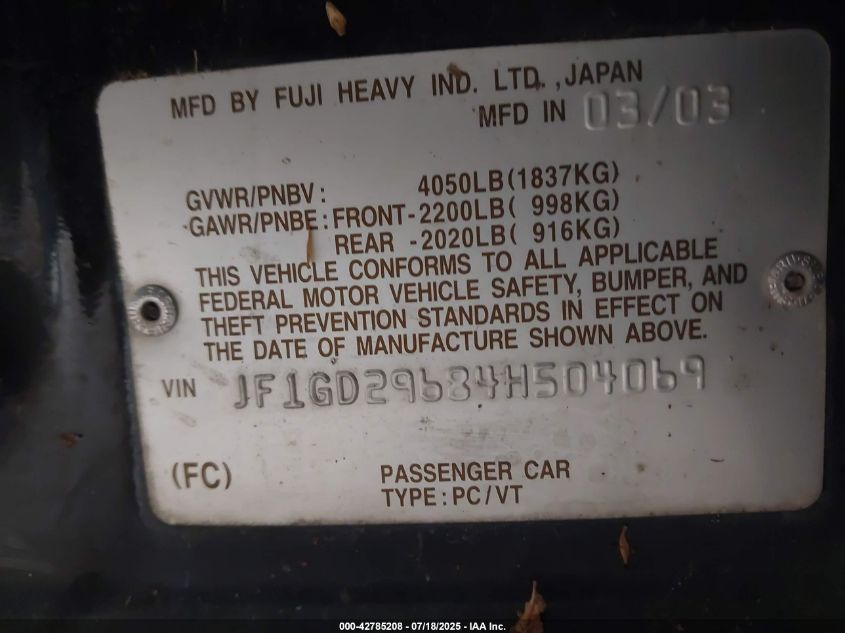 MFD BY FUJI HEAVY IND. LTD. ,JAPAN
MFD IN 03/03
GVWR/PNBV: 4050LB(1837KG)
GAWR/PNBE:FRONT-2200LB( 998KG)
REAR -2020LB( 916KG)
THIS VEHICLE CONFORMS TO ALL APPLICABLE
FEDERAL MOTOR VEHICLE SAFETY, BUMPER, AND
THEFT PREVENTION STANDARDS IN EFFECT ON
THE DATE OF MANUFACTURE SHOWN ABOVE.
VIN JF1GD29684H504069
(FC) PASSENGER CAR
TYPE:PC/VT
000-42785208 - 07/18/2025 - IAA Inc.